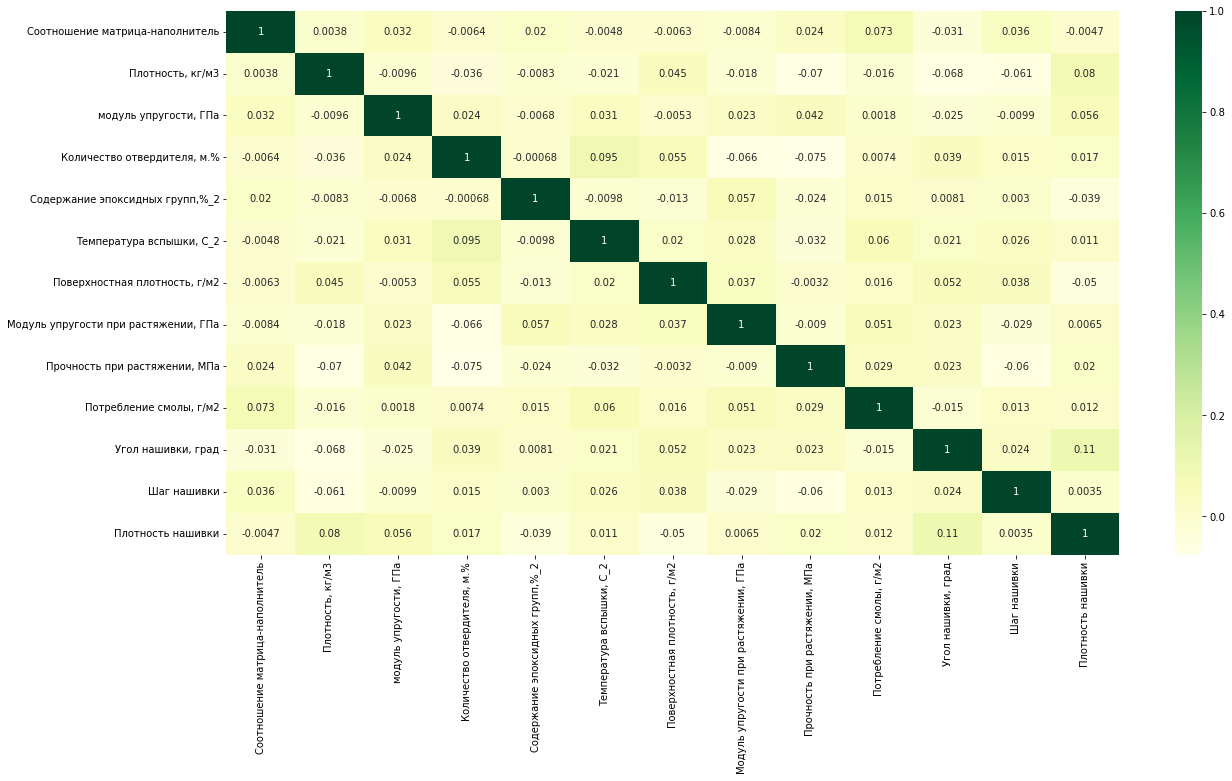 Соотношение матрица-наполнитель 1 0.0038 0.032 -0.0064 0.02 -0.0048 -0.0063 -0.0084 0.024 0.073 -0.031 0.036 -0.0047
Плотность, кг/м3 0.0038 1 -0.0096 -0.036 -0.0083 -0.021 0.045 -0.018 -0.07 -0.016 -0.068 -0.061 0.08
модуль упругости, ГПа 0.032 -0.0096 1 0.024 -0.0068 0.031 -0.0053 0.023 0.042 0.0018 -0.025 -0.0099 0.056
Количество отвердителя, м.% -0.0064 -0.036 0.024 1 -0.00068 0.095 0.055 -0.066 -0.075 0.0074 0.039 0.015 0.017
Содержание эпоксидных групп,%_2 0.02 -0.0083 -0.0068 -0.00068 1 -0.0098 -0.013 0.057 -0.024 0.015 0.0081 0.003 -0.039
Температура вспышки, С_2 -0.0048 -0.021 0.031 0.095 -0.0098 1 0.02 0.028 -0.032 0.06 0.021 0.026 0.011
Поверхностная плотность, г/м2 -0.0063 0.045 -0.0053 0.055 -0.013 0.02 1 0.037 -0.0032 0.016 0.052 0.038 -0.05
Модуль упругости при растяжении, ГПа -0.0084 -0.018 0.023 -0.066 0.057 0.028 0.037 1 -0.009 0.051 0.023 -0.029 0.0065
Прочность при растяжении, МПа 0.024 -0.07 0.042 -0.075 -0.024 -0.032 -0.0032 -0.009 1 0.029 0.023 -0.06 0.02
Потребление смолы, г/м2 0.073 -0.016 0.0018 0.0074 0.015 0.06 0.016 0.051 0.029 1 -0.015 0.013 0.012
Угол нашивки, град -0.031 -0.068 -0.025 0.039 0.0081 0.021 0.052 0.023 0.023 -0.015 1 0.024 0.11
Шаг нашивки 0.036 -0.061 -0.0099 0.015 0.003 0.026 0.038 -0.029 -0.06 0.013 0.024 1 0.0035
Плотность нашивки -0.0047 0.08 0.056 0.017 -0.039 0.011 -0.05 0.0065 0.02 0.012 0.11 0.0035 1
Соотношение матрица-наполнитель
Плотность, кг/м3
модуль упругости, ГПа
Количество отвердителя, м.%
Содержание эпоксидных групп,%_2
Температура вспышки, С_2
Поверхностная плотность, г/м2
Модуль упругости при растяжении, ГПа
Прочность при растяжении, МПа
Потребление смолы, г/м2
Угол нашивки, град
Шаг нашивки
Плотность нашивки
1.0
0.8
0.6
0.4
0.2
0.0